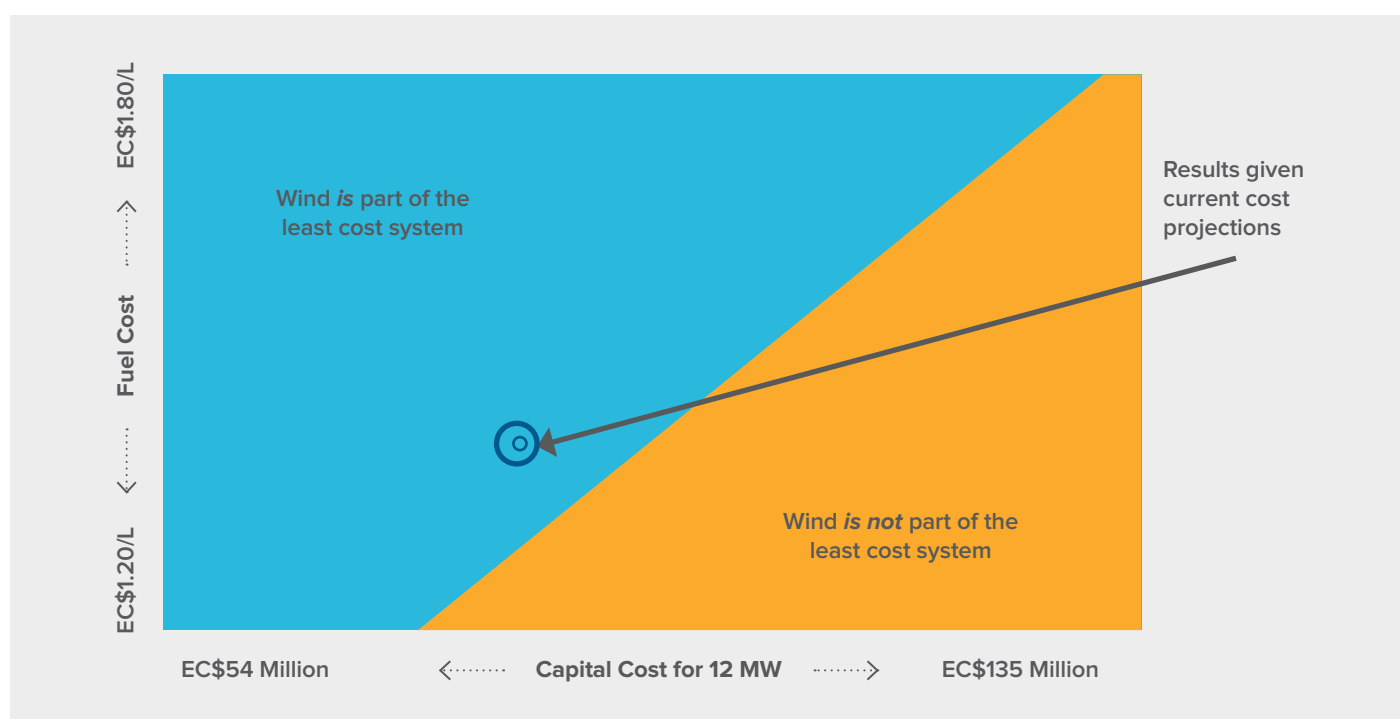 EC$1.80/L
Fuel Cost
EC$1.20/L
Wind is part of the
least cost system
Results given
current cost
projections
Wind is not part of the
least cost system
EC$54 Million
Capital Cost for 12 MW
EC$135 Million